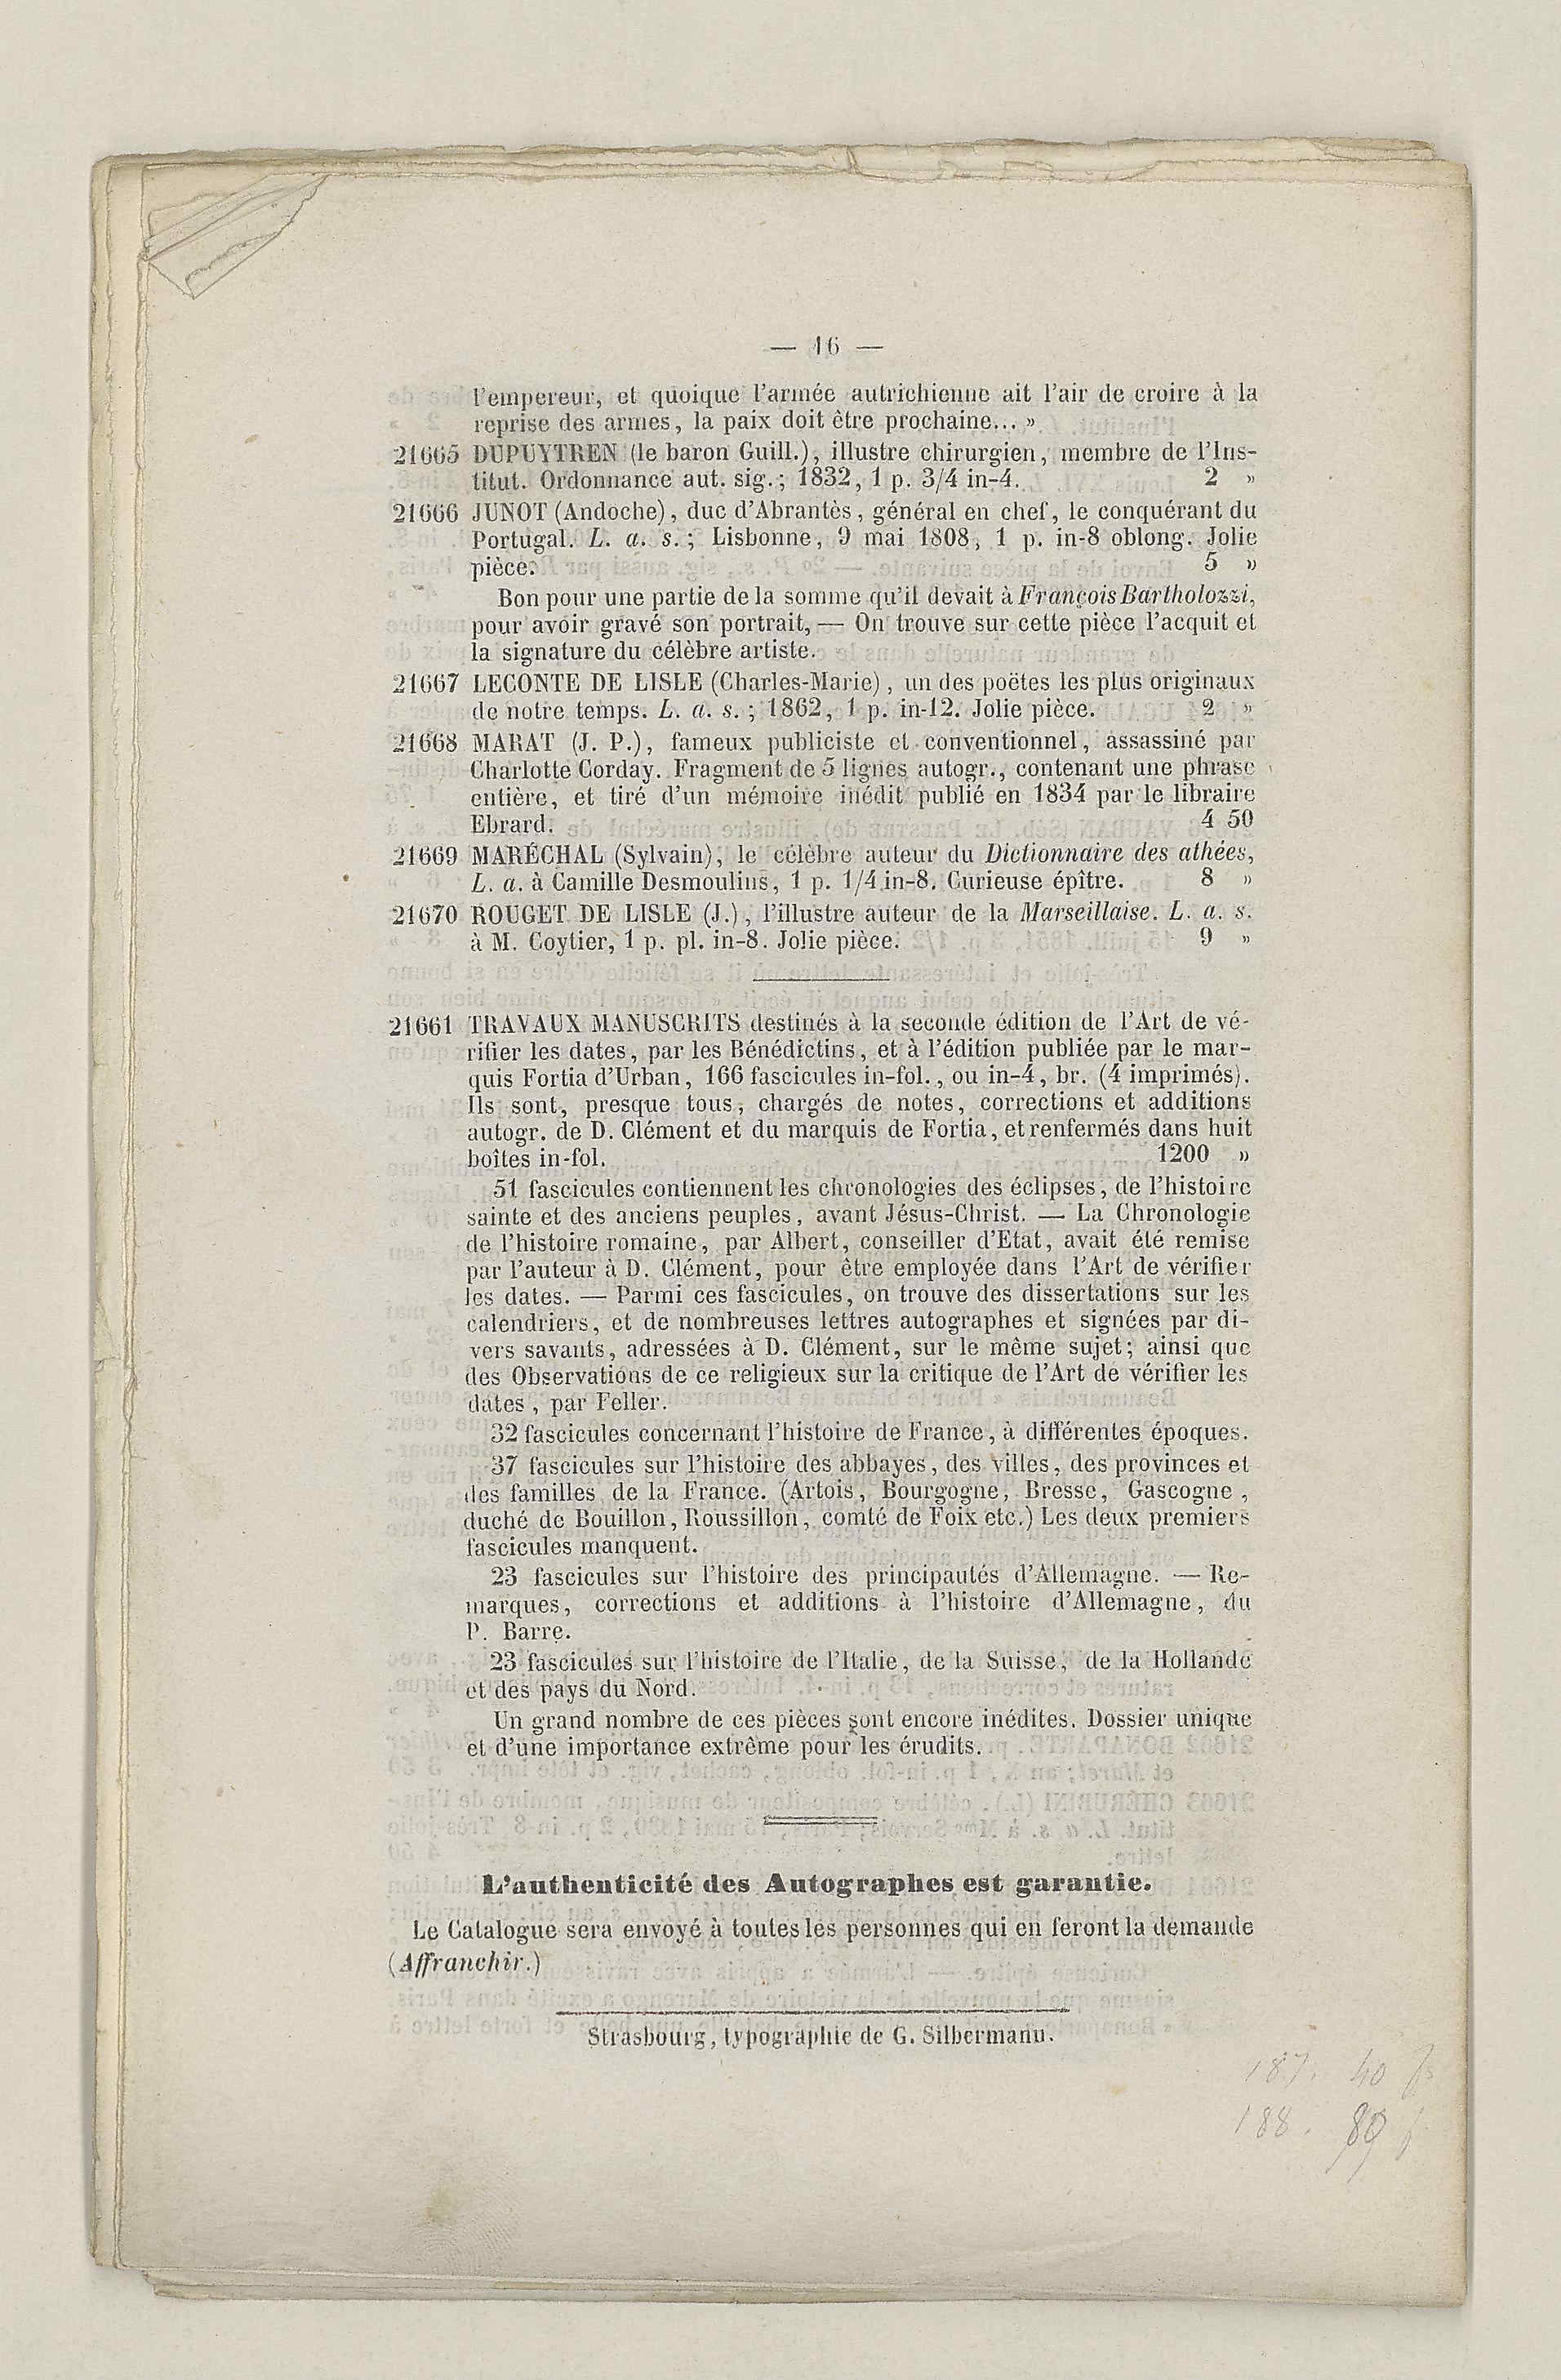 — 16 —
l'empereur, et quoique l'armée autrichienne ait l'air de croire à la
reprise des armes, la paix doit être prochaine... »
21665 DUPUYTREN (le baron Guill.), illustre chirurgien, membre de l'Ins-
titut. Ordonnance aut. sig.; 1832, 1 p. 3/4 in-4. 2 »
21666 JUNOT (Andoche), duc d'Abrantès, général en chef, le conquérant du
Portugal. L. a. s.; Lisbonne, 9 mai 1808, 1 p. in-8 oblong. Jolie
pièce. 5 »
Bon pour une partie de la somme qu'il devait à François Bartholozzi,
pour avoir gravé son portrait, — On trouve sur cette pièce l'acquit et
la signature du célèbre artiste.
21667 LECONTE DE LISLE (Charles-Marie), un des poëtes les plus originaux
de notre temps. L. a. s.; 1862, 1 p. in-12. Jolie pièce. 2 »
21668 MARAT (J. P.), fameux publiciste et conventionnel, assassiné par
Charlotte Corday. Fragment de 5 lignes autogr., contenant une phrase
entière, et tiré d'un mémoire inédit publié en 1834 par le libraire
Ebrard. 4 50
21669 MARÉCHAL (Sylvain), le célèbre auteur du Dictionnaire des athées,
L. a. à Camille Desmoulins, 1 p. 1/4 in-8. Curieuse épître. 8 »
21670 ROUGET DE LISLE (J.), l'illustre auteur de la Marseillaise. L. a. s.
à M. Coytier, 1 p. pl. in-8. Jolie pièce. 9 »
21661 TRAVAUX MANUSCRITS destinés à la seconde édition de l'Art de vé-
rifier les dates, par les Bénédictins, et à l'édition publiée par le mar-
quis Fortia d'Urban, 166 fascicules in-fol., ou in-4, br. (4 imprimés).
Ils sont, presque tous, chargés de notes, corrections et additions
autogr. de D. Clément et du marquis de Fortia, et renfermés dans huit
boîtes in-fol. 1200 »
51 fascicules contiennent les chronologies des éclipses, de l'histoire
sainte et des anciens peuples, avant Jésus-Christ. — La Chronologie
de l'histoire romaine, par Albert, conseiller d'Etat, avait été remise
par l'auteur à D. Clément, pour être employée dans l'Art de vérifier
les dates. — Parmi ces fascicules, on trouve des dissertations sur les
calendriers, et de nombreuses lettres autographes et signées par di-
vers savants, adressées à D. Clément, sur le même sujet; ainsi que
des Observations de ce religieux sur la critique de l'Art de vérifier les
dates, par Feller.
32 fascicules concernant l'histoire de France, à différentes époques.
37 fascicules sur l'histoire des abbayes, des villes, des provinces et
des familles de la France. (Artois, Bourgogne, Bresse, Gascogne,
duché de Bouillon, Roussillon, comté de Foix etc.) Les deux premiers
fascicules manquent.
23 fascicules sur l'histoire des principautés d'Allemagne. — Re-
marques, corrections et additions à l'histoire d'Allemagne, du
P. Barre.
23 fascicules sur l'histoire de l'Italie, de la Suisse, de la Hollande
et des pays du Nord.
Un grand nombre de ces pièces sont encore inédites. Dossier unique
et d'une importance extrême pour les érudits.
L'authenticité des Autographes est garantie.
Le Catalogue sera envoyé à toutes les personnes qui en feront la demande
(Affranchir.)
Strasbourg, typographie de G. Silbermann.
187. 40 f
188. 80 f